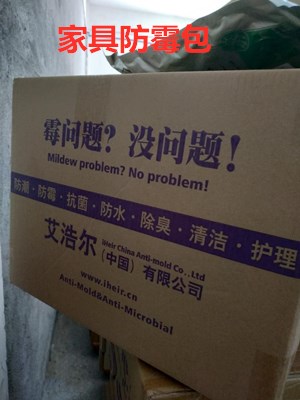 家具防霉包
霉问题？没问题！
Mildew problem? No problem!
防潮·防霉·抗菌·防水·除臭·清洁·护理
艾浩尔
iHeir China Anti-mold Co.,Ltd
（中国）有限公司
www.iheir.cn
Anti-Mold&Anti-Microbial